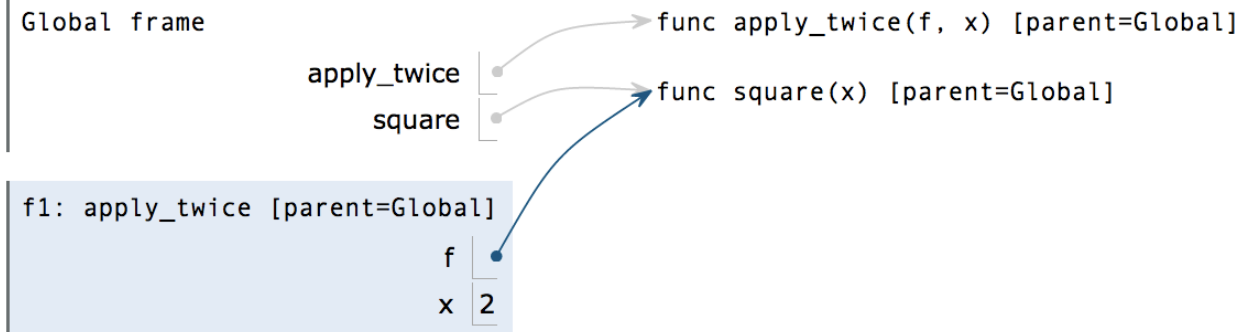 Global frame
func apply_twice(f, x) [parent=Global]
apply_twice
func square(x) [parent=Global]
square
f1: apply_twice [parent=Global]
f
x 2